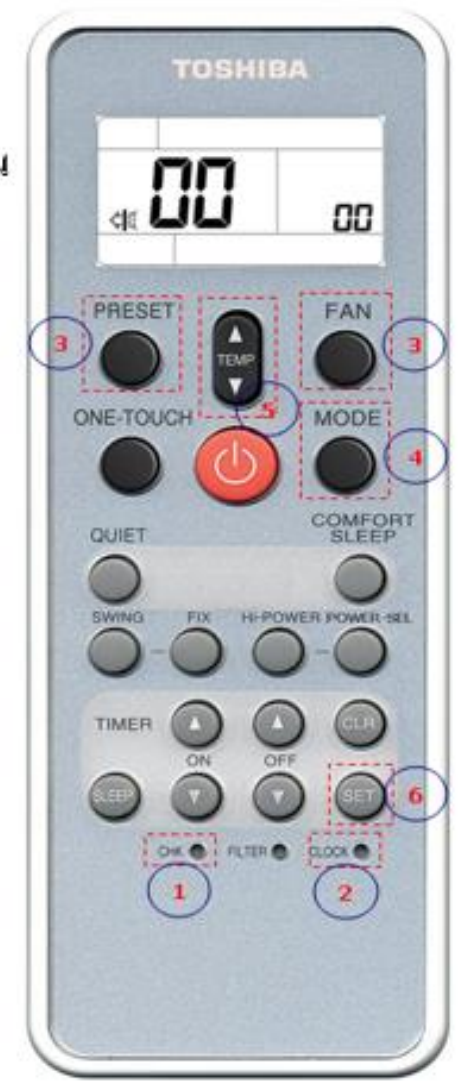 TOSHIBA
00
00
PRESET
FAN
3
3
TEMP
5
ONE-TOUCH
MODE
4
QUIET
COMFORT
SLEEP
SWING
FIX
HI-POWER
POWER-SEL
TIMER
CLR
ON
OFF
SLEEP
SET
6
CHK
FILTER
CLOCK
1
2